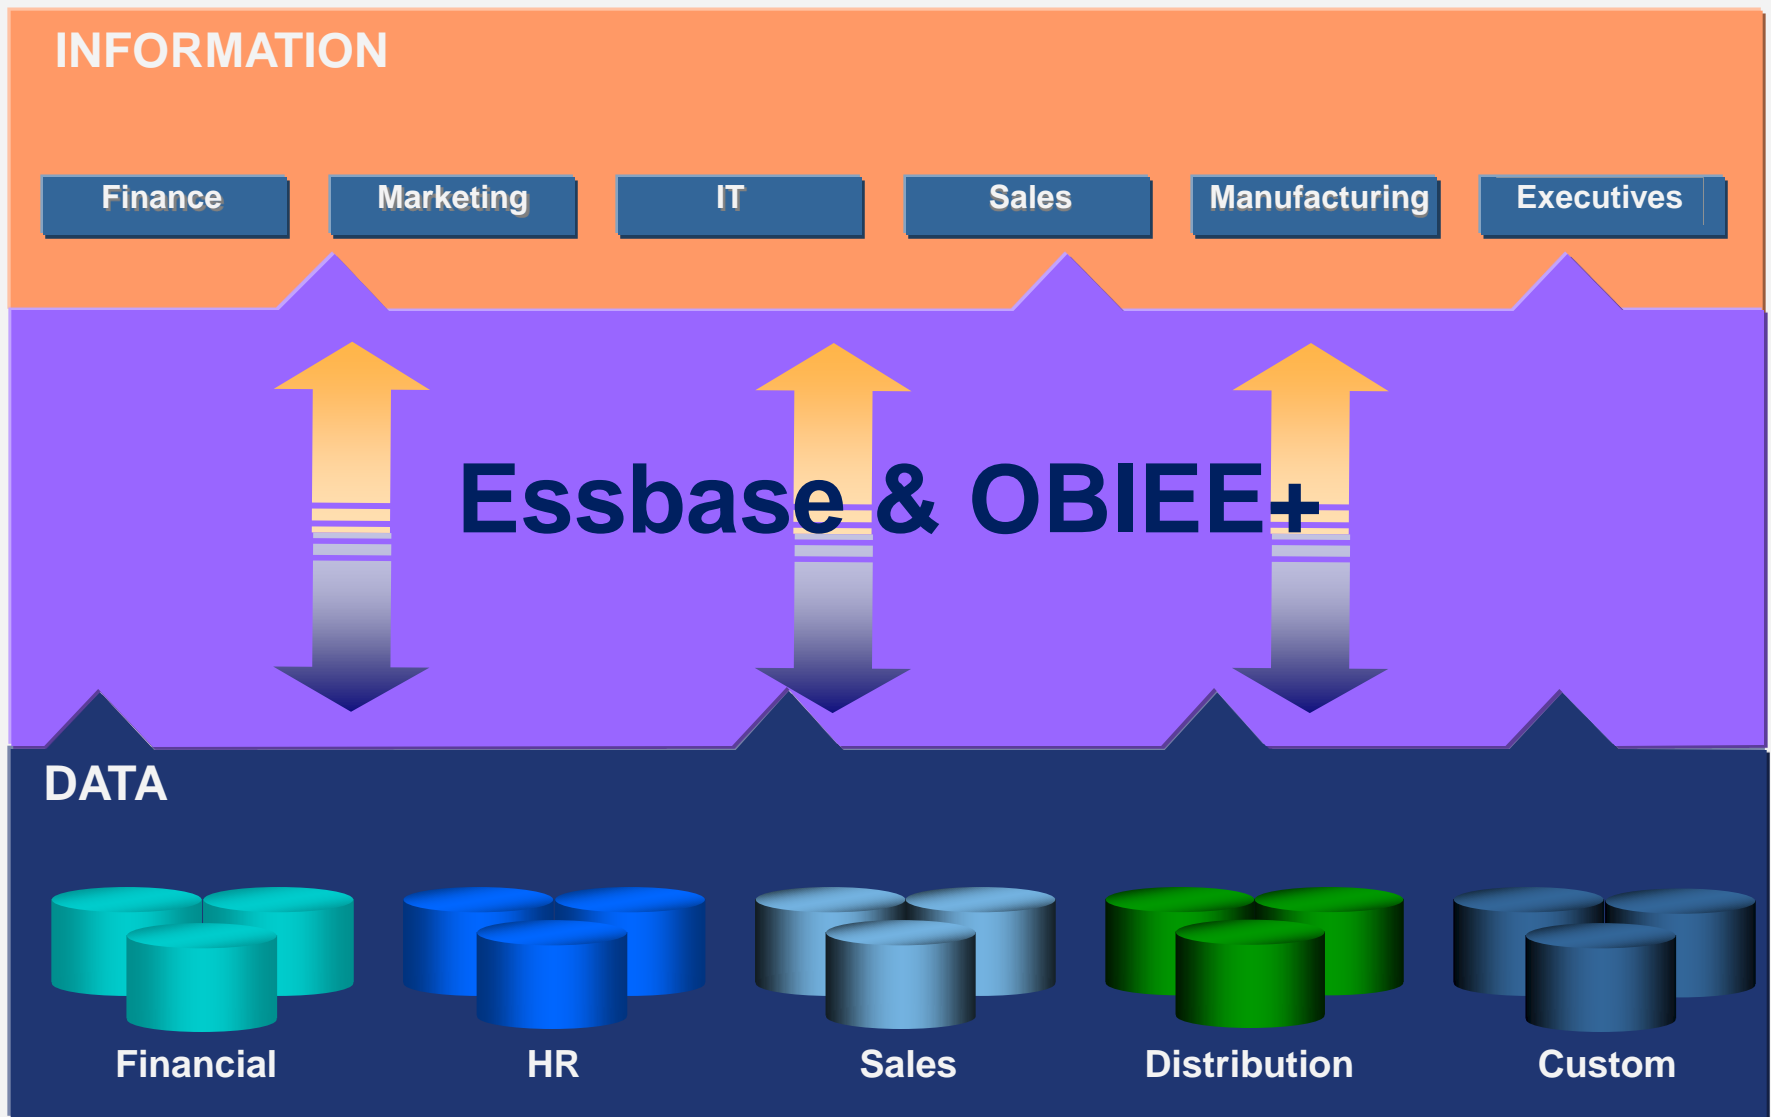 INFORMATION
Finance
Marketing
IT
Sales
Manufacturing
Executives
Essbase & OBIEE+
DATA
Financial
HR
Sales
Distribution
Custom